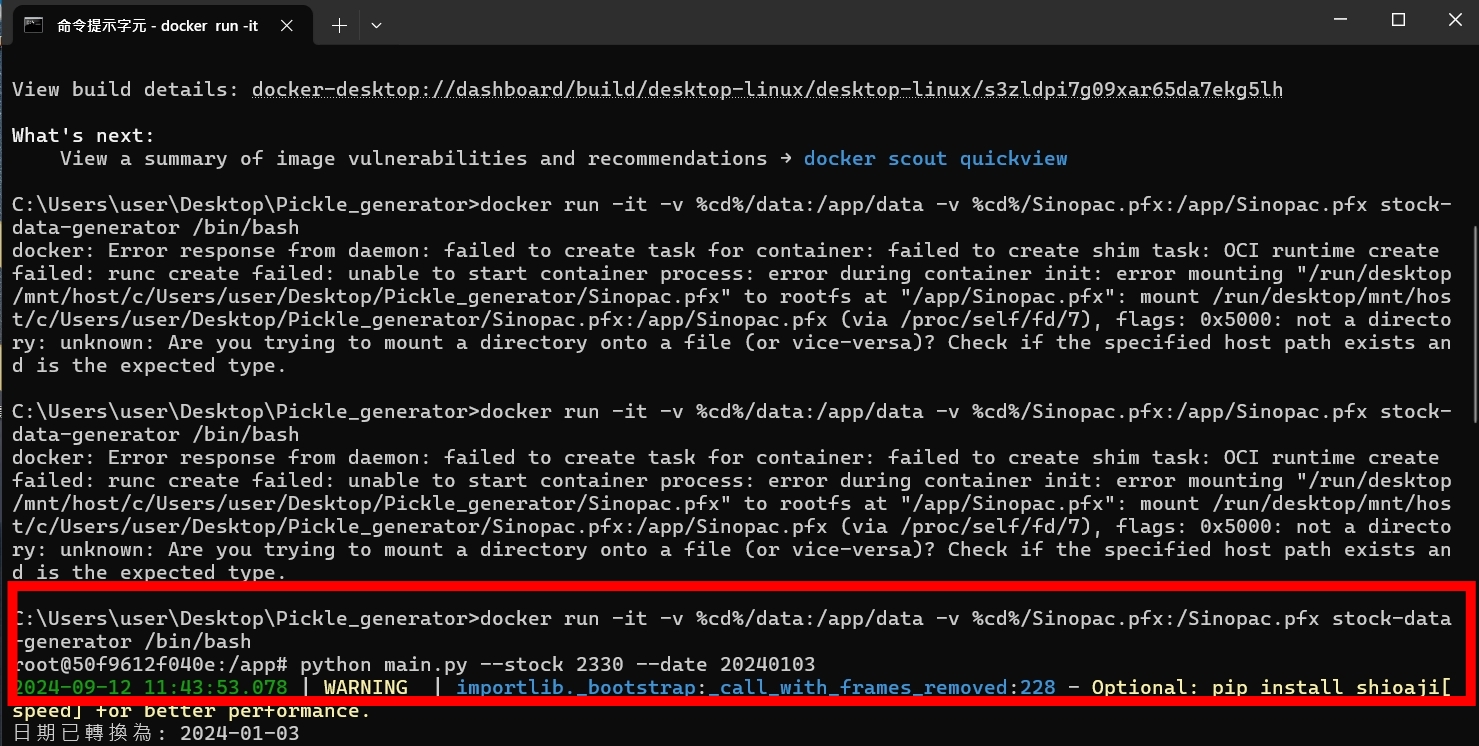 命令提示字元 - docker run -it
View build details: docker-desktop://dashboard/build/desktop-linux/desktop-linux/s3zldpi7g09xar65da7ekg5lh
What's next:
    View a summary of image vulnerabilities and recommendations → docker scout quickview
C:\Users\user\Desktop\Pickle_generator>docker run -it -v %cd%/data:/app/data -v %cd%/Sinopac.pfx:/app/Sinopac.pfx stock-
data-generator /bin/bash
docker: Error response from daemon: failed to create task for container: failed to create shim task: OCI runtime create
failed: runc create failed: unable to start container process: error during container init: error mounting "/run/desktop
/mnt/host/c/Users/user/Desktop/Pickle_generator/Sinopac.pfx" to rootfs at "/app/Sinopac.pfx": mount /run/desktop/mnt/hos
t/c/Users/user/Desktop/Pickle_generator/Sinopac.pfx:/app/Sinopac.pfx (via /proc/self/fd/7), flags: 0x5000: not a directo
ry: unknown: Are you trying to mount a directory onto a file (or vice-versa)? Check if the specified host path exists an
d is the expected type.
C:\Users\user\Desktop\Pickle_generator>docker run -it -v %cd%/data:/app/data -v %cd%/Sinopac.pfx:/app/Sinopac.pfx stock-
data-generator /bin/bash
docker: Error response from daemon: failed to create task for container: failed to create shim task: OCI runtime create
failed: runc create failed: unable to start container process: error during container init: error mounting "/run/desktop
/mnt/host/c/Users/user/Desktop/Pickle_generator/Sinopac.pfx" to rootfs at "/app/Sinopac.pfx": mount /run/desktop/mnt/hos
t/c/Users/user/Desktop/Pickle_generator/Sinopac.pfx:/app/Sinopac.pfx (via /proc/self/fd/7), flags: 0x5000: not a directo
ry: unknown: Are you trying to mount a directory onto a file (or vice-versa)? Check if the specified host path exists an
d is the expected type.
C:\Users\user\Desktop\Pickle_generator>docker run -it -v %cd%/data:/app/data -v %cd%/Sinopac.pfx:/Sinopac.pfx stock-data
-generator /bin/bash
root@50f9612f040e:/app# python main.py --stock 2330 --date 20240103
2024-09-12 11:43:53.078 | WARNING  | importlib._bootstrap:_call_with_frames_removed:228 - Optional: pip install shioaji[
speed] for better performance.
日期已轉換為: 2024-01-03